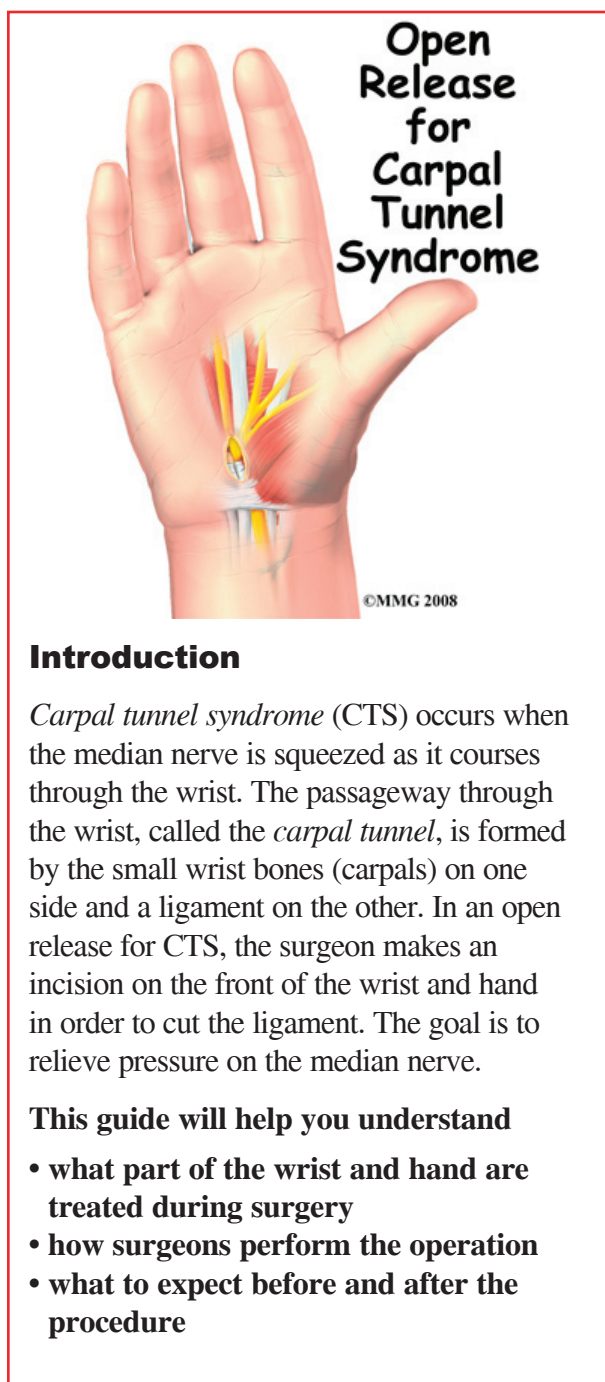 Open
Release
for
Carpal
Tunnel
Syndrome
©MMG 2008
Introduction
Carpal tunnel syndrome (CTS) occurs when
the median nerve is squeezed as it courses
through the wrist. The passageway through
the wrist, called the carpal tunnel, is formed
by the small wrist bones (carpals) on one
side and a ligament on the other. In an open
release for CTS, the surgeon makes an
incision on the front of the wrist and hand
in order to cut the ligament. The goal is to
relieve pressure on the median nerve.
This guide will help you understand
• what part of the wrist and hand are
treated during surgery
• how surgeons perform the operation
• what to expect before and after the
procedure